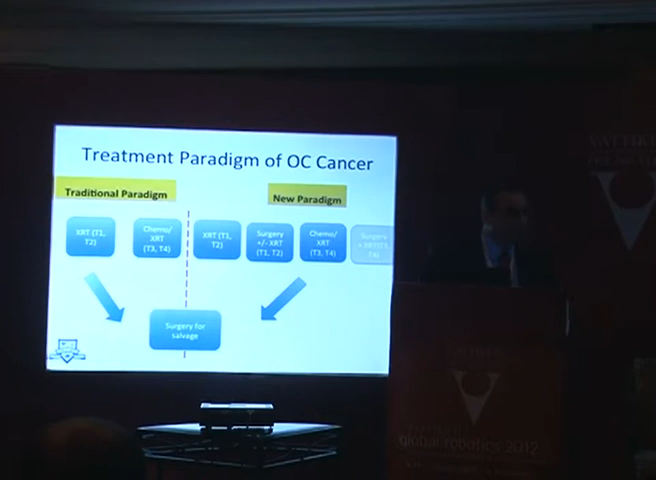 Treatment Paradigm of OC Cancer
Traditional Paradigm
New Paradigm
XRT (T1,
T2)
Chemo/
XRT
(T3, T4)
XRT (T1,
T2)
Surgery
+/- XRT
(T1, T2)
Chemo/
XRT
(T3, T4)
Surgery
Surgery for
salvage
global robotics 2012